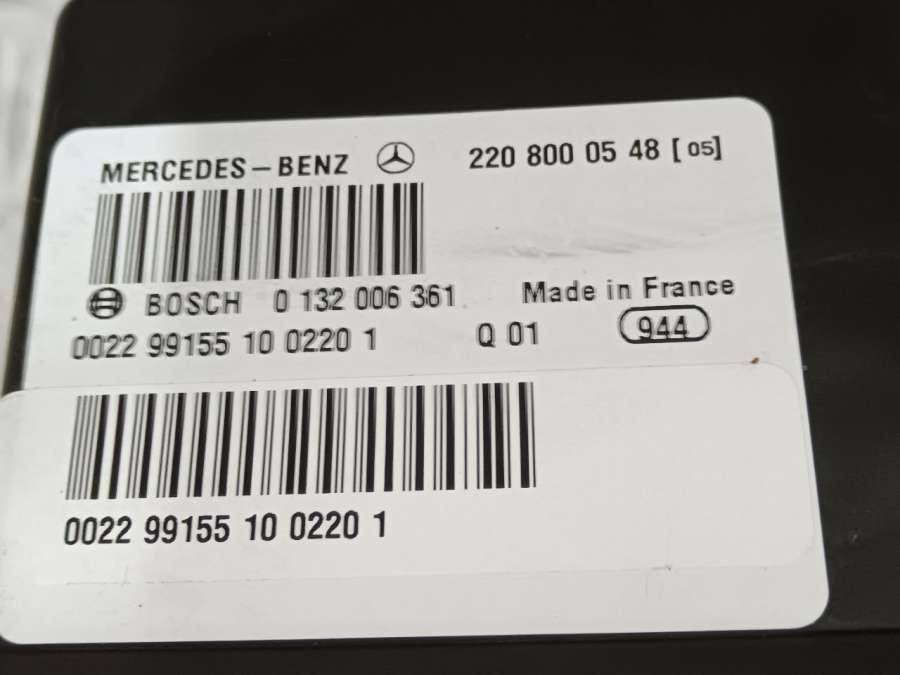 MERCEDES-BENZ 220 800 05 48 [05]
BOSCH 0 132 006 361 Made in France
0022 99155 10 0220 1 Q 01 944
0022 99155 10 0220 1